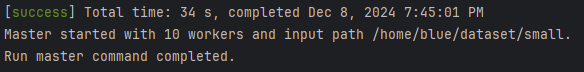 [success] Total time: 34 s, completed Dec 8, 2024 7:45:01 PM
Master started with 10 workers and input path /home/blue/dataset/small.
Run master command completed.